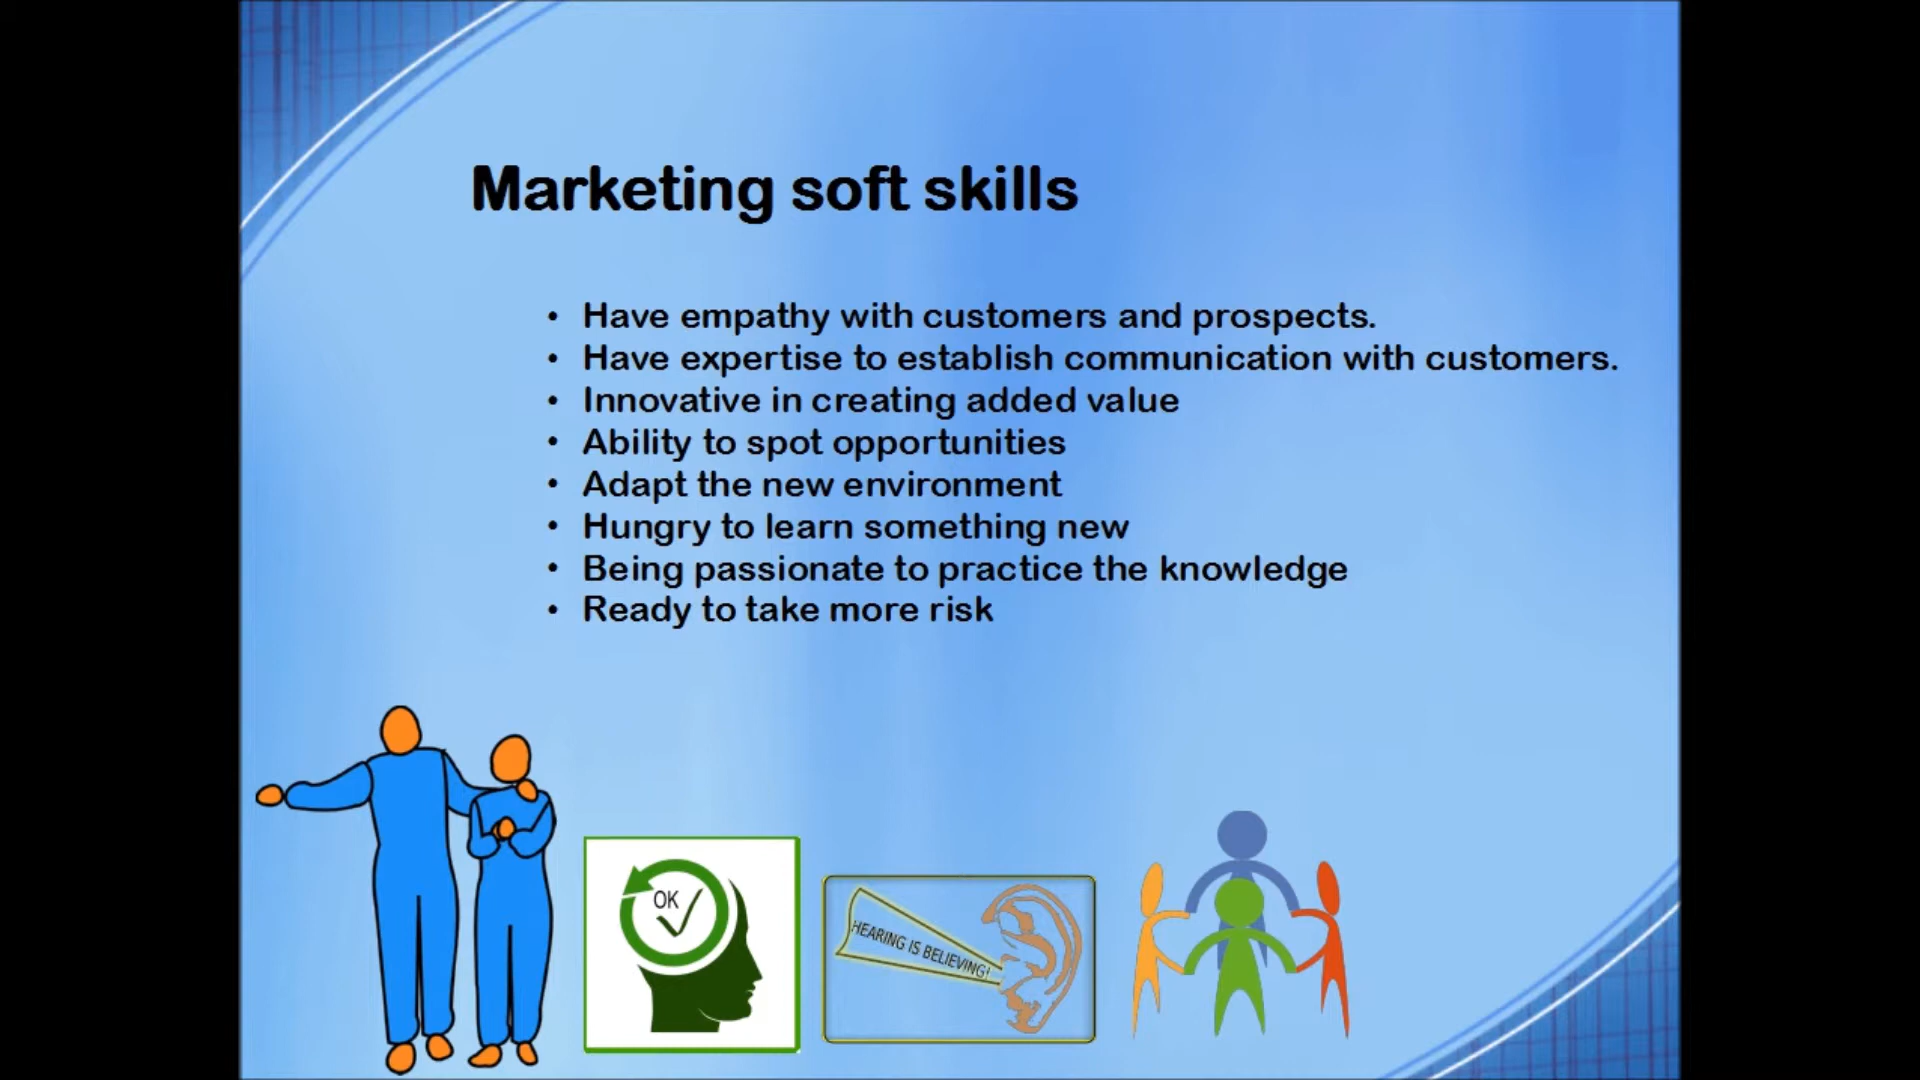 Marketing soft skills
• Have empathy with customers and prospects.
• Have expertise to establish communication with customers.
• Innovative in creating added value
• Ability to spot opportunities
• Adapt the new environment
• Hungry to learn something new
• Being passionate to practice the knowledge
• Ready to take more risk
OK
HEARING IS BELIEVING!